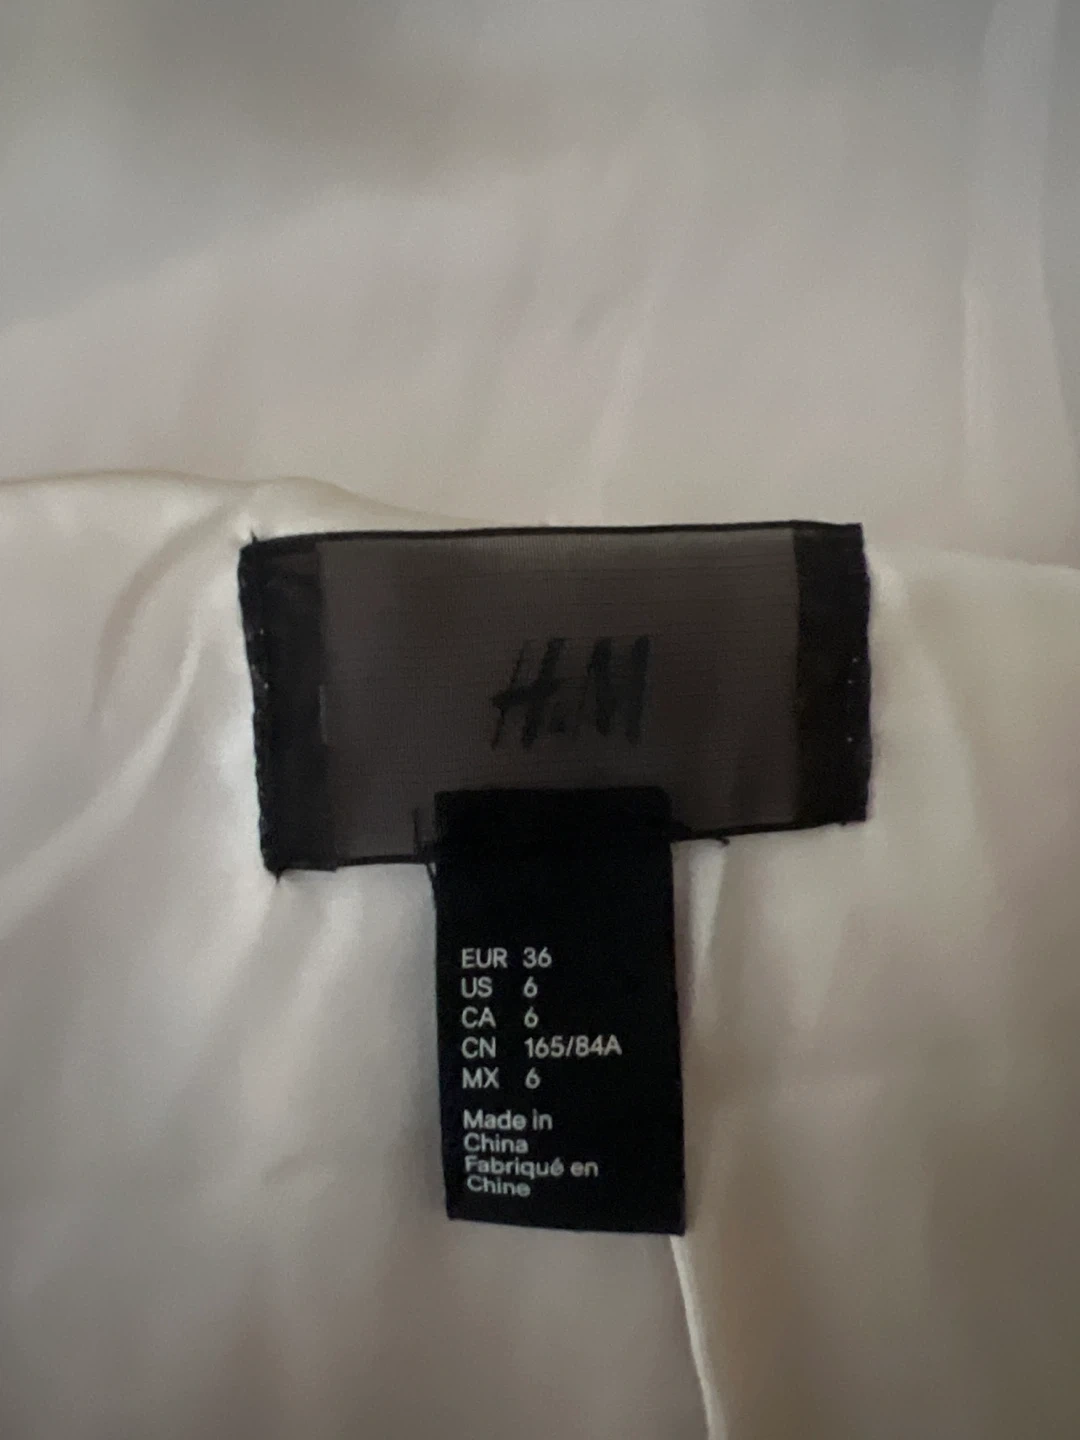 H&M
EUR 36
US 6
CA 6
CN 165/84A
MX 6
Made in
China
Fabriqué en
Chine